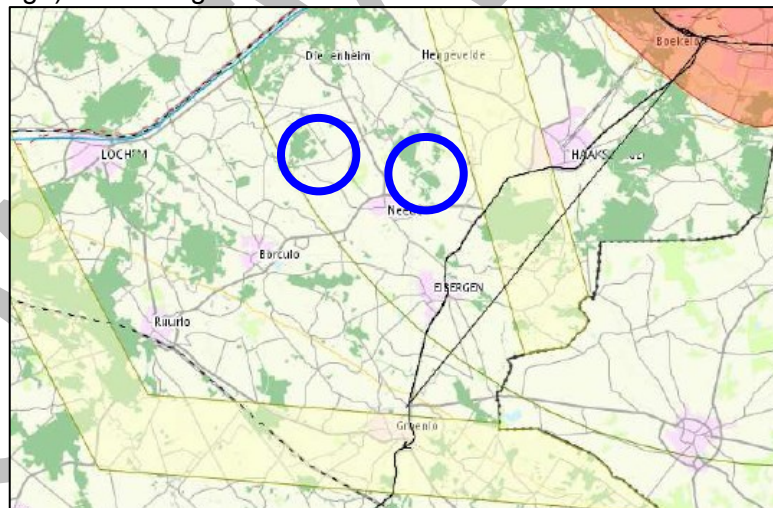 Diepenheim
Hengevelde
Boekelo
LOCHEM
Neede
Borculo
EIBERGEN
Ruurlo
Groenlo